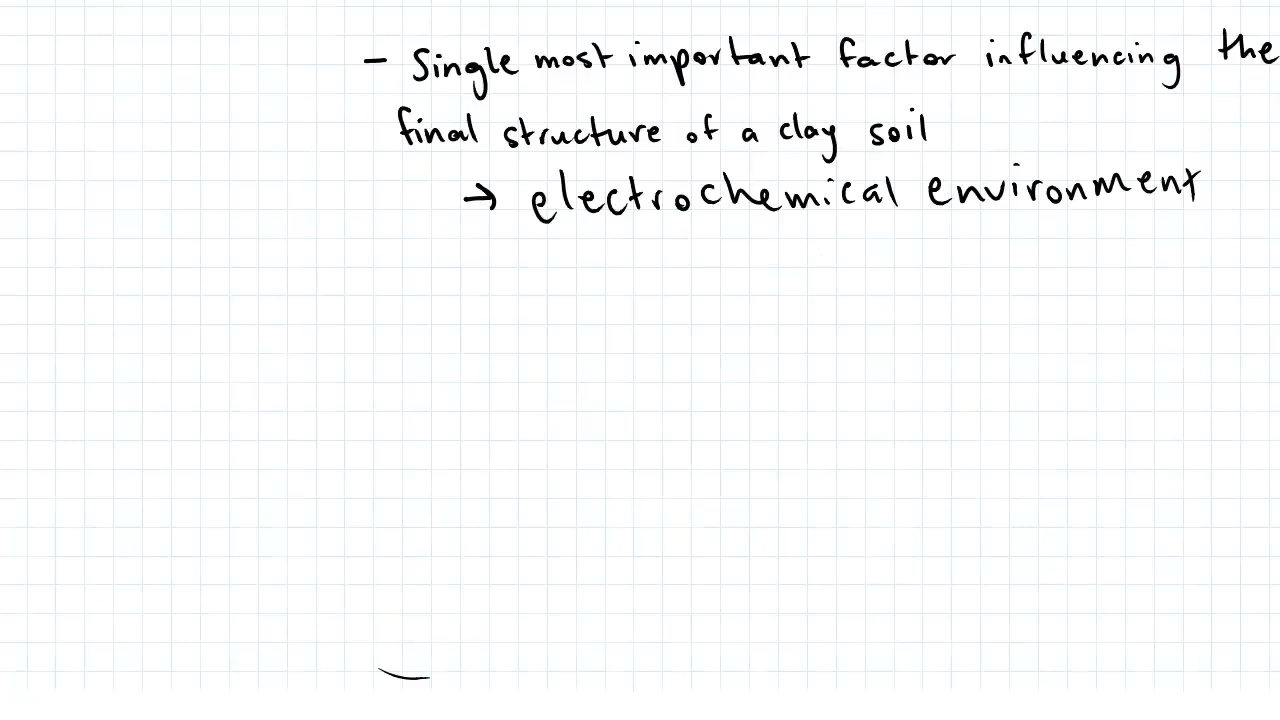 - Single most important factor influencing the
final structure of a clay soil
→ electrochemical environment